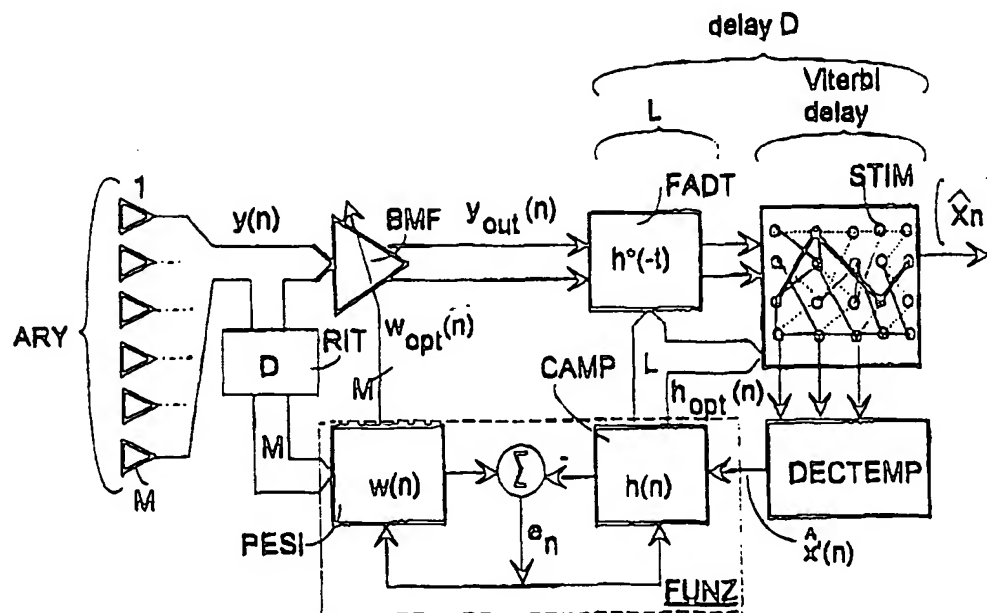 delay D
Viterbi
delay
L
FADT
STIM
1
y(n)
BMF
y_out (n)
h°(-t)
X̂n
ARY
RIT
D
w_opt(n)
M
CAMP
L
h_opt (n)
M
M
w(n)
Σ
-
h(n)
DECTEMP
PESI
e_n
x̂'(n)
FUNZ